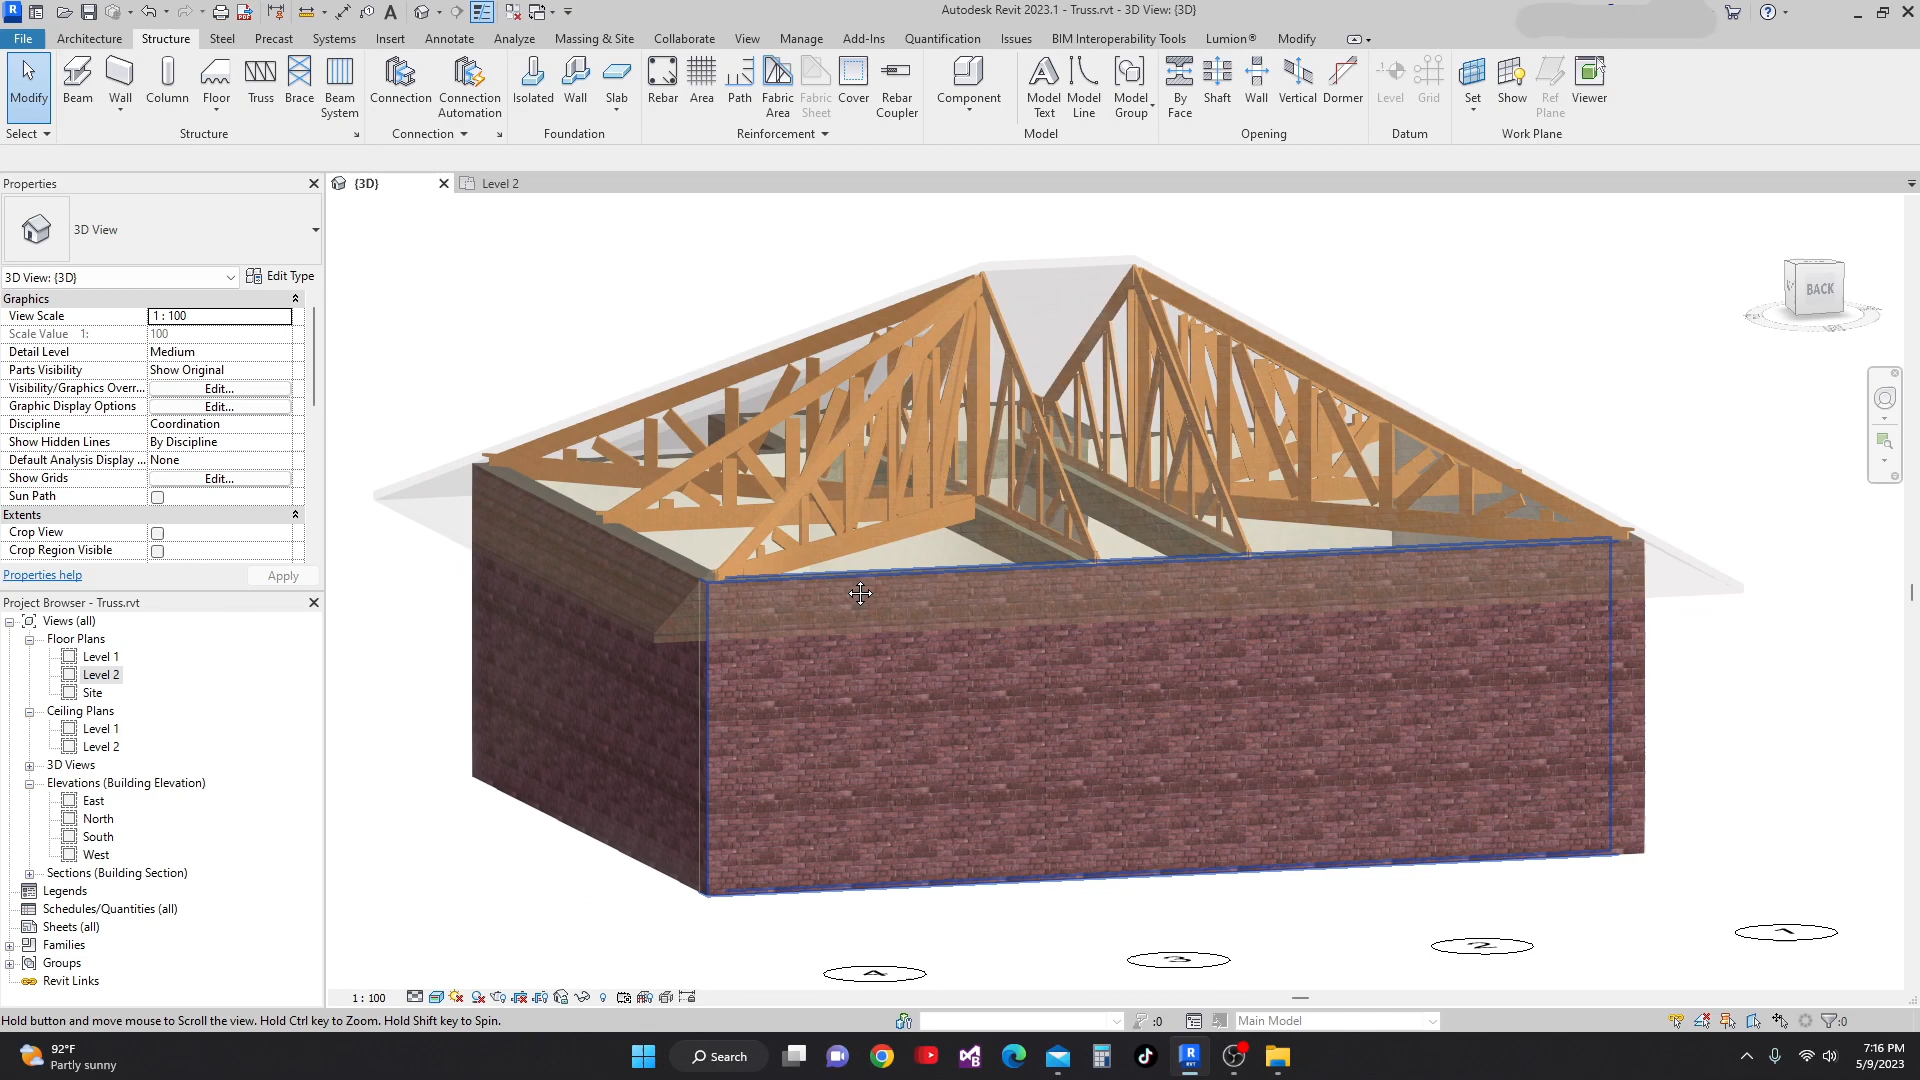 Autodesk Revit 2023.1 - Truss.rvt - 3D View: {3D}
File Architecture Structure Steel Precast Systems Insert Annotate Analyze Massing & Site Collaborate View Manage Add-Ins Quantification Issues BIM Interoperability Tools Lumion® Modify
Modify Beam Wall Column Floor Truss Brace Beam System Connection Connection Automation Isolated Wall Slab Rebar Area Path Fabric Area Fabric Sheet Cover Rebar Coupler Component Model Text Model Line Model Group By Face Shaft Wall Vertical Dormer Level Grid Set Show Ref Plane Viewer
Select Structure Connection Foundation Reinforcement Model Opening Datum Work Plane
Properties
{3D}
Level 2
3D View
3D View: {3D}
Edit Type
Graphics
View Scale 1 : 100
Scale Value 1: 100
Detail Level Medium
Parts Visibility Show Original
Visibility/Graphics Overr... Edit...
Graphic Display Options Edit...
Discipline Coordination
Show Hidden Lines By Discipline
Default Analysis Display ... None
Show Grids Edit...
Sun Path
Extents
Crop View
Crop Region Visible
Properties help
Apply
Project Browser - Truss.rvt
Views (all)
Floor Plans
Level 1
Level 2
Site
Ceiling Plans
Level 1
Level 2
3D Views
Elevations (Building Elevation)
East
North
South
West
Sections (Building Section)
Legends
Schedules/Quantities (all)
Sheets (all)
Families
Groups
Revit Links
BACK
A
3
2
1
1 : 100
Hold button and move mouse to Scroll the view. Hold Ctrl key to Zoom. Hold Shift key to Spin.
:0
Main Model
:0
92°F
Partly sunny
Search
7:16 PM
5/9/2023